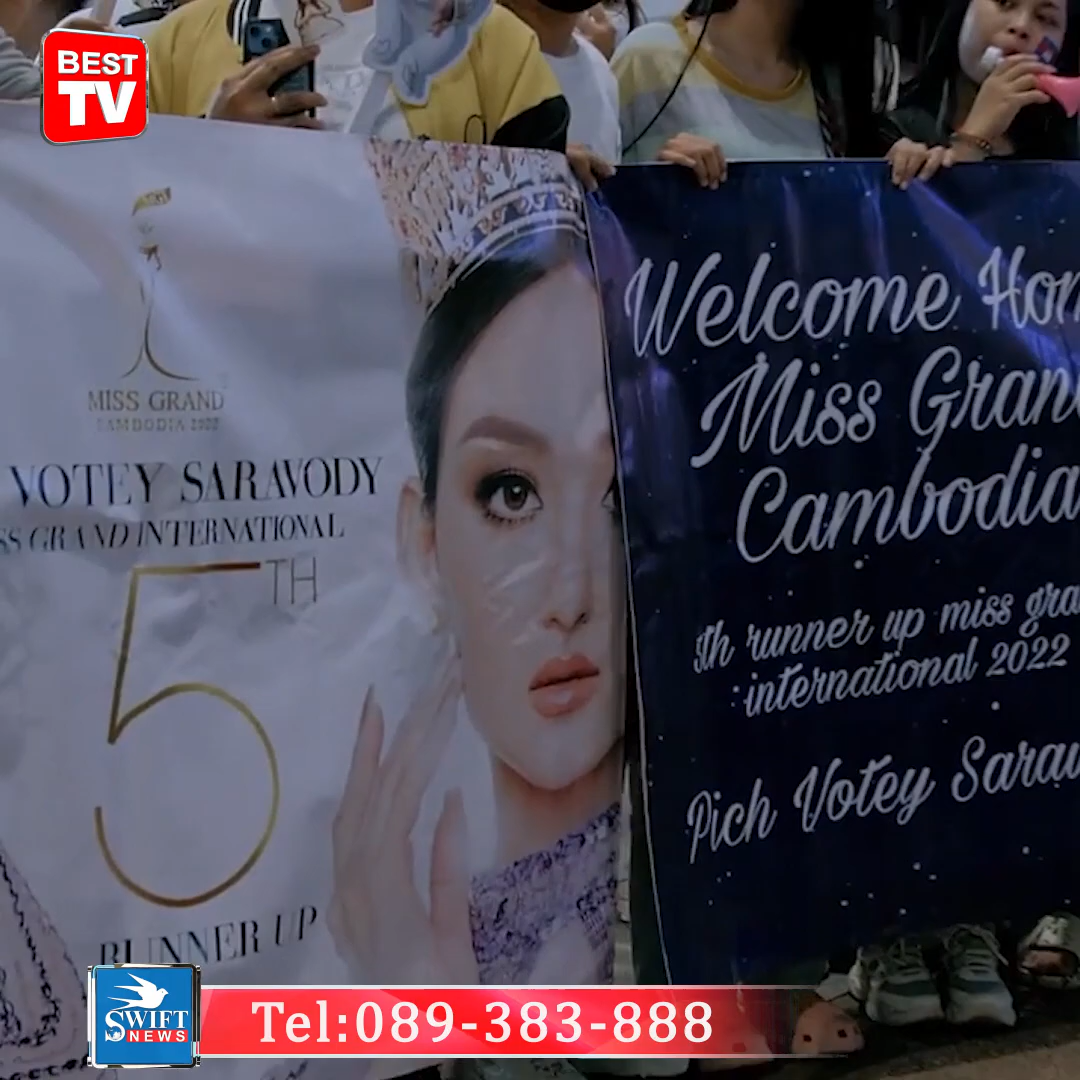 BEST
TV
MISS GRAND
CAMBODIA 2022
VOTEY SARAVODY
SS GRAND INTERNATIONAL
5TH
RUNNER UP
Welcome Hom
Miss Gran
Cambodia
5th runner up miss gra
international 2022
Pich Votey Sarav
SWIFT
NEWS
Tel:089-383-888